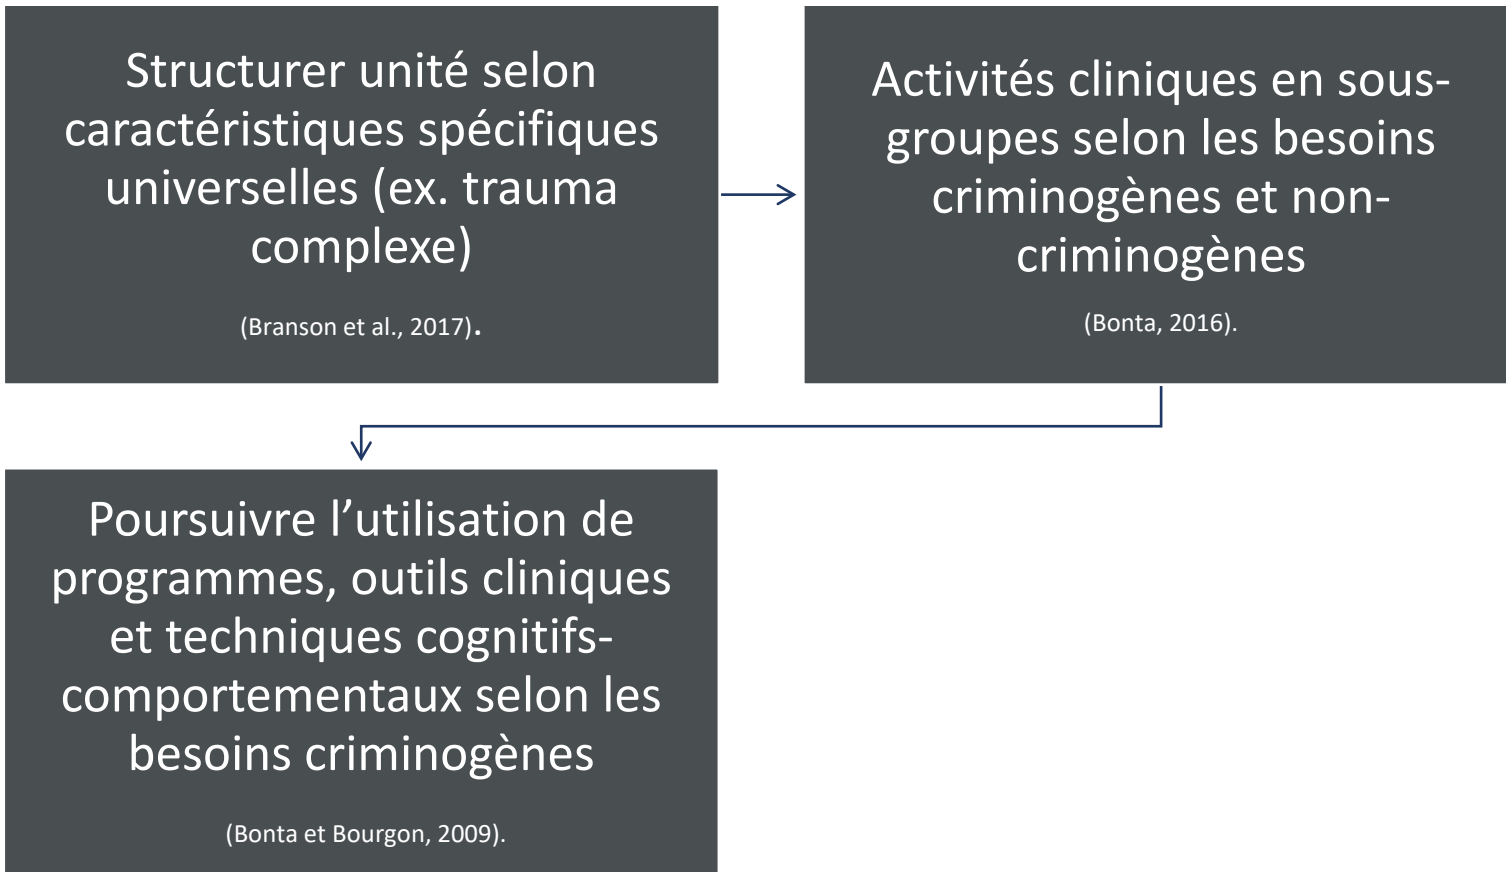 Structurer unité selon
caractéristiques spécifiques
universelles (ex. trauma
complexe)
(Branson et al., 2017).
Activités cliniques en sous-
groupes selon les besoins
criminogènes et non-
criminogènes
(Bonta, 2016).
Poursuivre l’utilisation de
programmes, outils cliniques
et techniques cognitifs-
comportementaux selon les
besoins criminogènes
(Bonta et Bourgon, 2009).